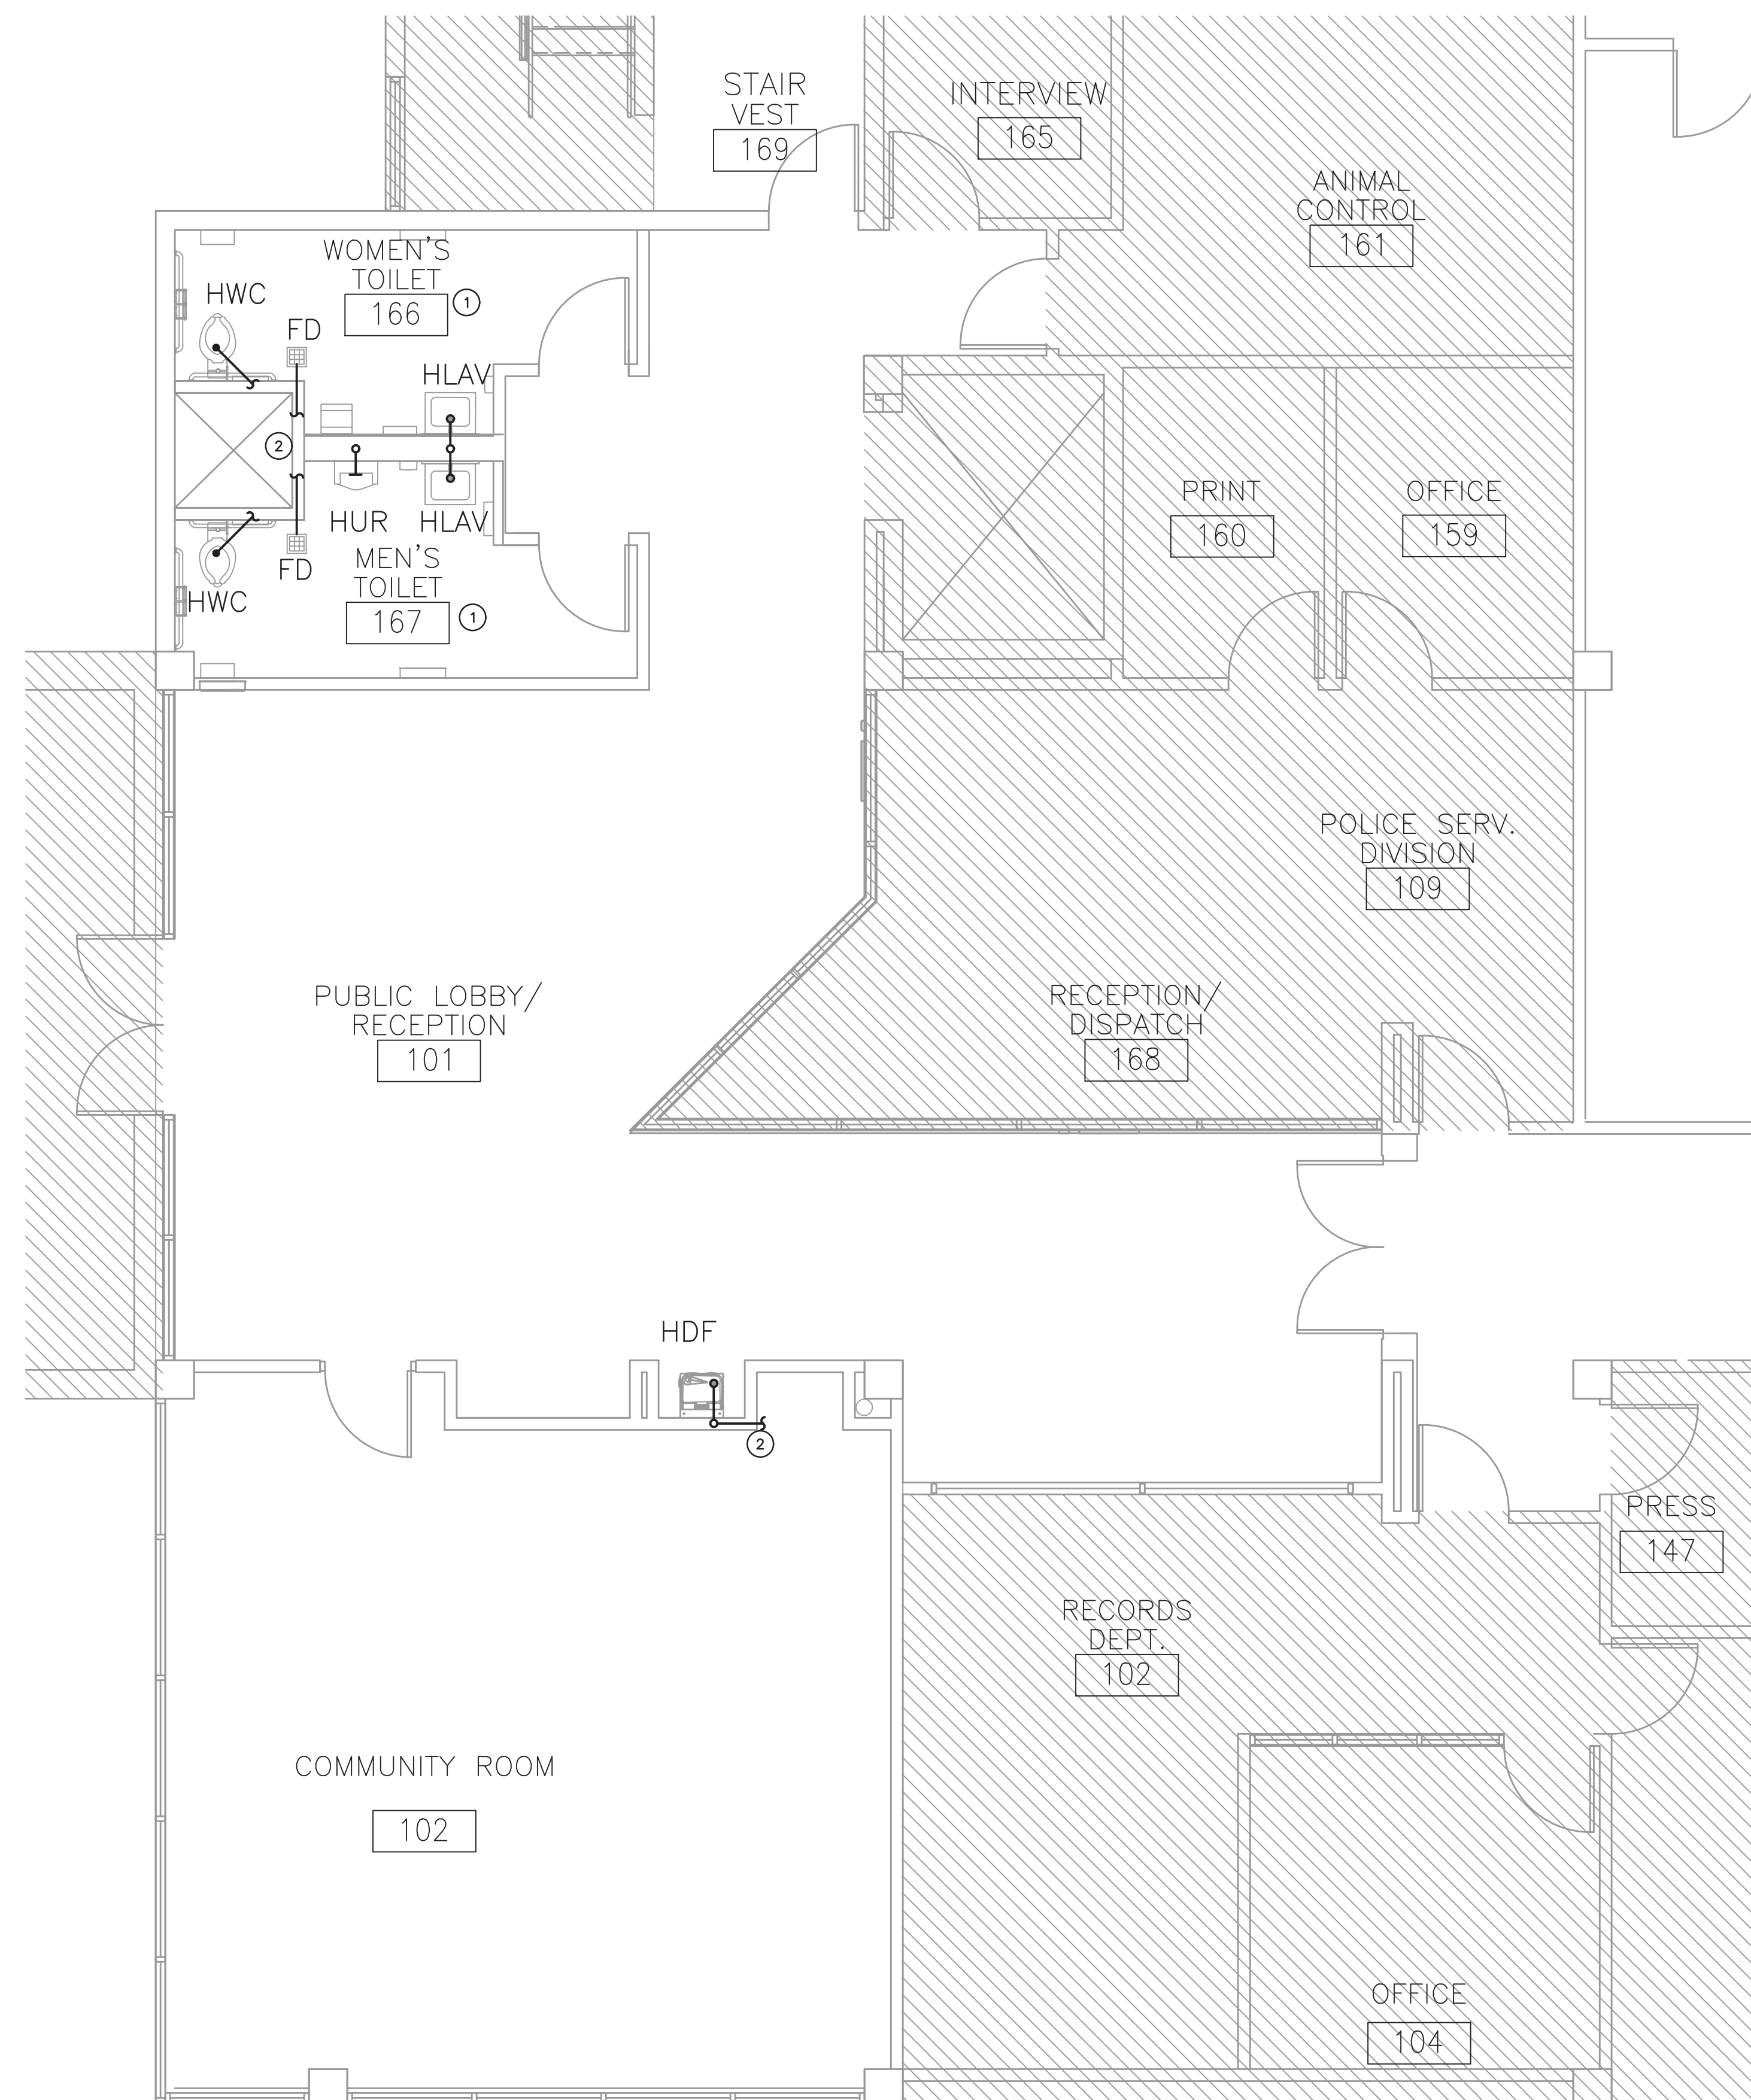 STAIR
VEST
169
INTERVIEW
165
ANIMAL
CONTROL
161
WOMEN'S
TOILET
166
1
HWC
FD
HLAV
2
HUR
HLAV
FD
HWC
MEN'S
TOILET
167
1
PRINT
160
OFFICE
159
POLICE SERV.
DIVISION
109
PUBLIC LOBBY/
RECEPTION
101
RECEPTION/
DISPATCH
168
HDF
2
PRESS
147
RECORDS
DEPT.
102
COMMUNITY ROOM
102
OFFICE
104